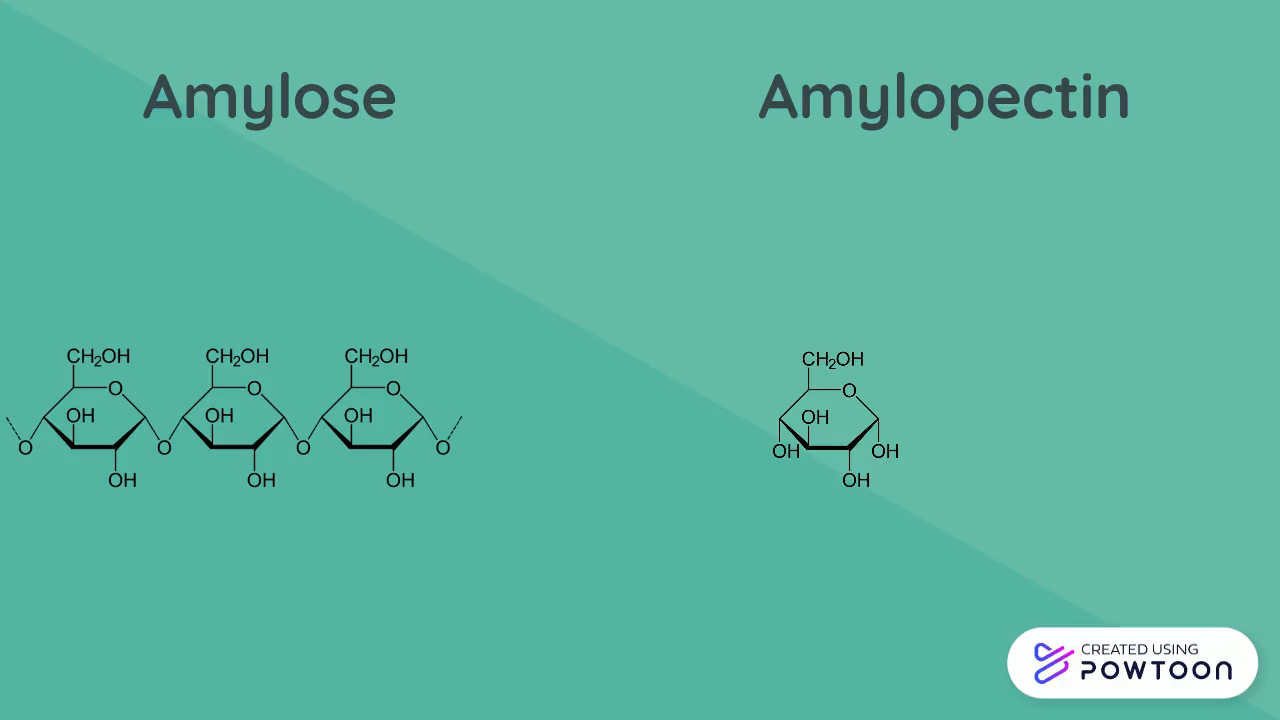 Amylose
Amylopectin
CH₂OH CH₂OH CH₂OH
O O O
OH OH OH
O O O O
OH OH OH
CH₂OH
O
OH
OH OH
OH
CREATED USING
POWTOON